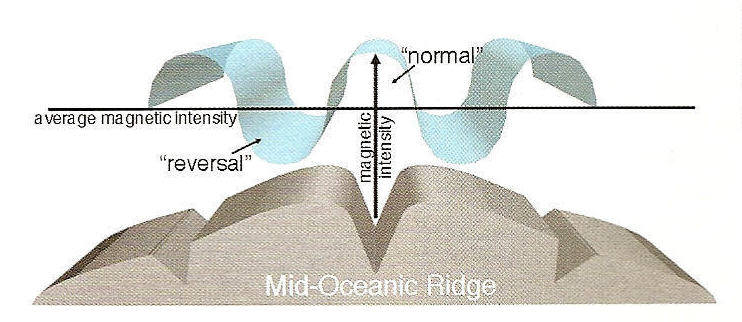 "normal"
average magnetic intensity
"reversal"
magnetic
intensity
Mid-Oceanic Ridge